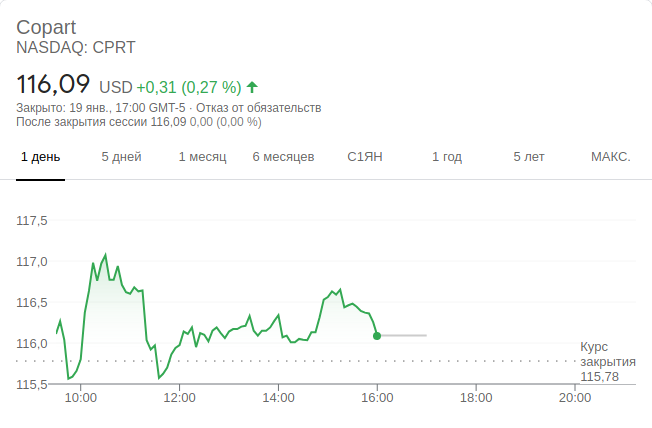 Copart
NASDAQ: CPRT
116,09 USD +0,31 (0,27 %)
Закрыто: 19 янв., 17:00 GMT-5 · Отказ от обязательств
После закрытия сессии 116,09 0,00 (0,00 %)
1 день 5 дней 1 месяц 6 месяцев С1ЯН 1 год 5 лет МАКС.
117,5
117,0
116,5
116,0
Курс
закрытия
115,78
115,5
10:00 12:00 14:00 16:00 18:00 20:00